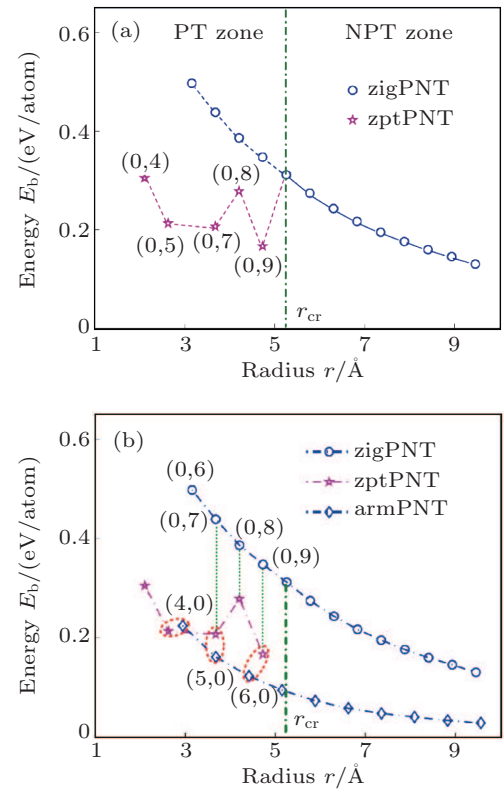 (a)
PT zone
NPT zone
zigPNT
zptPNT
(0,4)
(0,5)
(0,7)
(0,8)
(0,9)
r_cr
0.6
0.4
0.2
0
Energy E_b/(eV/atom)
1 3 5 7 9
Radius r/Å
(b)
zigPNT
zptPNT
armPNT
(0,6)
(0,7)
(0,8)
(0,9)
(4,0)
(5,0)
(6,0)
r_cr
0.6
0.4
0.2
0
Energy E_b/(eV/atom)
1 3 5 7 9
Radius r/Å